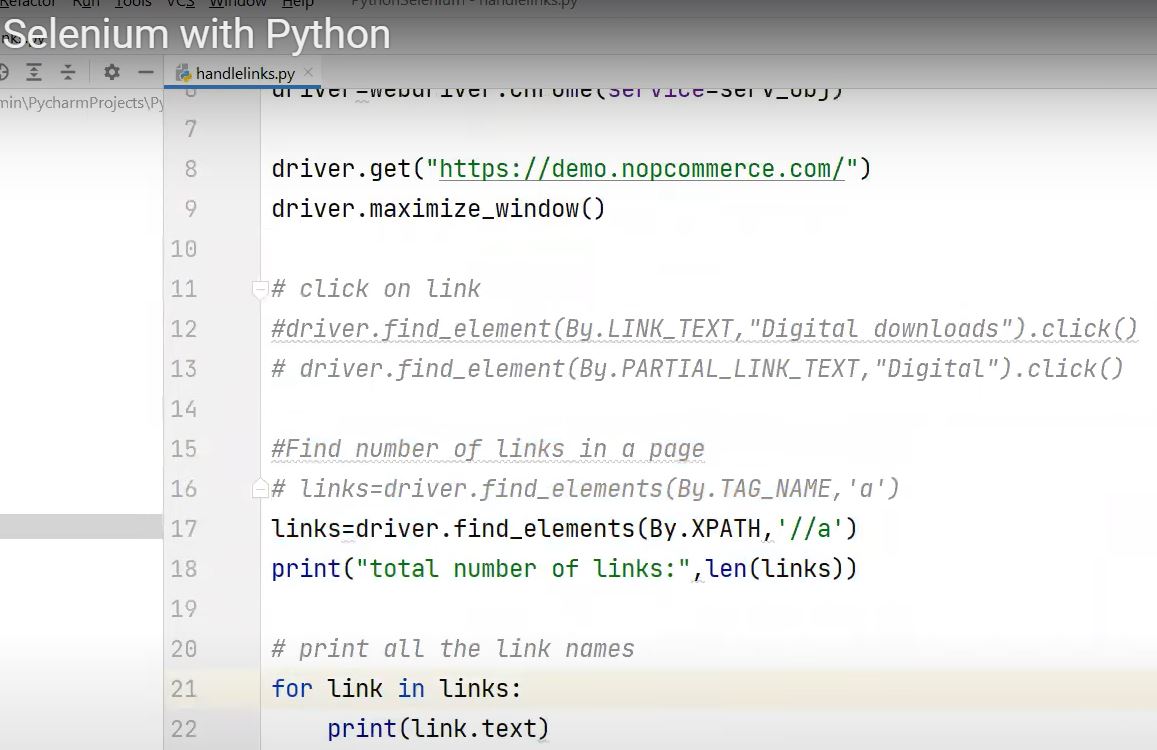 Refactor Run Tools VCS Window Help PythonSelenium - handlelinks.py
Selenium with Python
handlelinks.py
min\PycharmProjects\Py
6 driver=webdriver.Chrome(service=serv_obj)
7
8 driver.get("https://demo.nopcommerce.com/")
9 driver.maximize_window()
10
11 # click on link
12 #driver.find_element(By.LINK_TEXT,"Digital downloads").click()
13 # driver.find_element(By.PARTIAL_LINK_TEXT,"Digital").click()
14
15 #Find number of links in a page
16 # links=driver.find_elements(By.TAG_NAME,'a')
17 links=driver.find_elements(By.XPATH,'//a')
18 print("total number of links:",len(links))
19
20 # print all the link names
21 for link in links:
22 print(link.text)